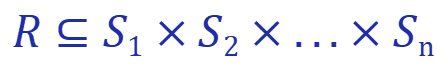 R ⊆ S₁ × S₂ × … × Sₙ